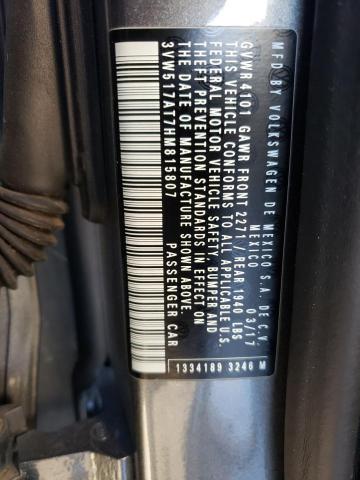 MFD BY VOLKSWAGEN DE MEXICO S.A. DE C.V.
MEXICO 03/17
GVWR 4101 GAWR FRONT 2271 / REAR 1940 LBS
THIS VEHICLE CONFORMS TO ALL APPLICABLE U.S.
FEDERAL MOTOR VEHICLE SAFETY, BUMPER AND
THEFT PREVENTION STANDARDS IN EFFECT ON
THE DATE OF MANUFACTURE SHOWN ABOVE.
3VW517AT7HM815507 PASSENGER CAR
1334189 3246 M